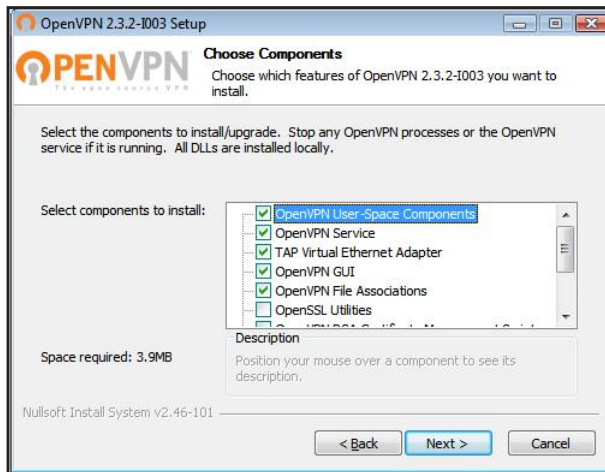 OpenVPN 2.3.2-I003 Setup
OPENVPN
The open source VPN
Choose Components
Choose which features of OpenVPN 2.3.2-I003 you want to
install.
Select the components to install/upgrade. Stop any OpenVPN processes or the OpenVPN
service if it is running. All DLLs are installed locally.
Select components to install:
OpenVPN User-Space Components
OpenVPN Service
TAP Virtual Ethernet Adapter
OpenVPN GUI
OpenVPN File Associations
OpenSSL Utilities
Space required: 3.9MB
Description
Position your mouse over a component to see its
description.
Nullsoft Install System v2.46-101
< Back
Next >
Cancel